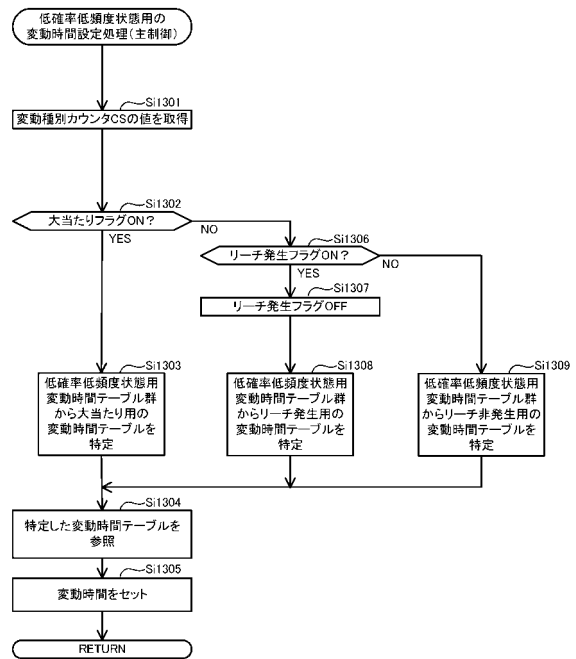 低確率低頻度状態用の
変動時間設定処理(主制御)
Si1301
変動種別カウンタCSの値を取得
Si1302
大当たりフラグON?
NO
YES
Si1306
リーチ発生フラグON?
NO
YES
Si1307
リーチ発生フラグOFF
Si1303
低確率低頻度状態用
変動時間テーブル群
から大当たり用の
変動時間テーブルを
特定
Si1308
低確率低頻度状態用
変動時間テーブル群
からリーチ発生用の
変動時間テーブルを
特定
Si1309
低確率低頻度状態用
変動時間テーブル群
からリーチ非発生用の
変動時間テーブルを
特定
Si1304
特定した変動時間テーブルを
参照
Si1305
変動時間をセット
RETURN